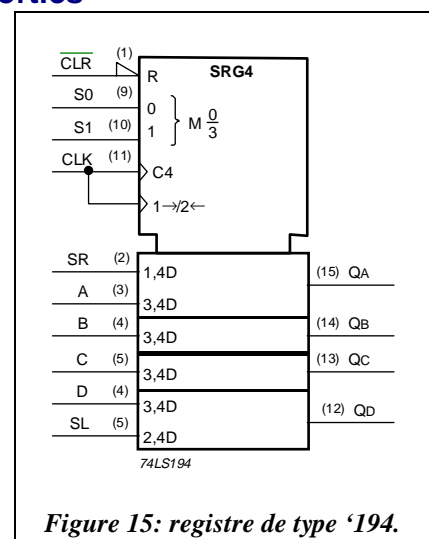 CLR (1) R SRG4
S0 (9) 0
M 0/3
S1 (10) 1
CLK (11) C4
1→/2←
SR (2) 1,4D
(15) QA
A (3) 3,4D
B (4) 3,4D (14) QB
C (5) 3,4D (13) QC
D (4) 3,4D
(12) QD
SL (5) 2,4D
74LS194
Figure 15: registre de type ‘194.